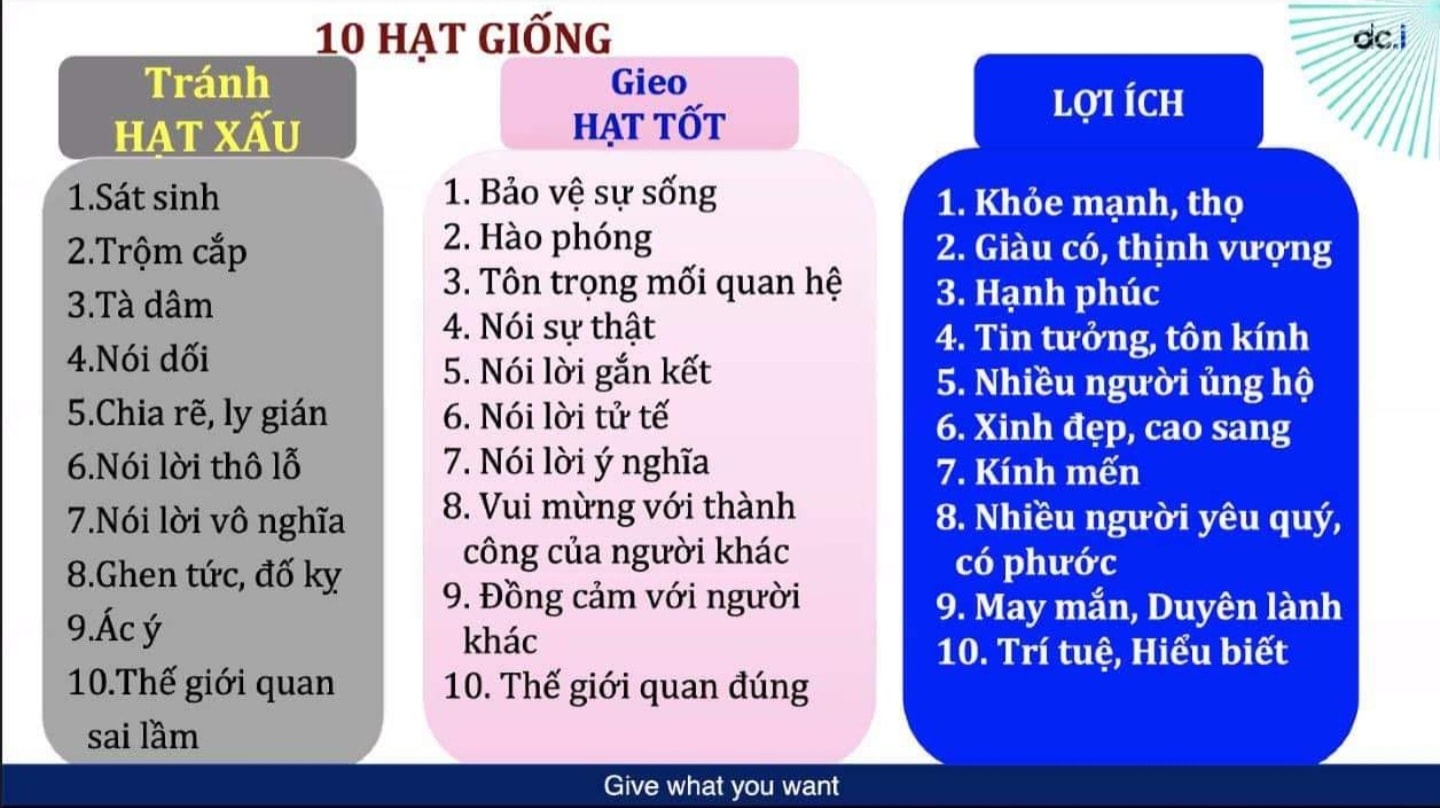 10 HẠT GIỐNG
dc.i
Tránh
HẠT XẤU
1.Sát sinh
2.Trộm cắp
3.Tà dâm
4.Nói dối
5.Chia rẽ, ly gián
6.Nói lời thô lỗ
7.Nói lời vô nghĩa
8.Ghen tức, đố kỵ
9.Ác ý
10.Thế giới quan
sai lầm
Gieo
HẠT TỐT
1. Bảo vệ sự sống
2. Hào phóng
3. Tôn trọng mối quan hệ
4. Nói sự thật
5. Nói lời gắn kết
6. Nói lời tử tế
7. Nói lời ý nghĩa
8. Vui mừng với thành
công của người khác
9. Đồng cảm với người
khác
10. Thế giới quan đúng
LỢI ÍCH
1. Khỏe mạnh, thọ
2. Giàu có, thịnh vượng
3. Hạnh phúc
4. Tin tưởng, tôn kính
5. Nhiều người ủng hộ
6. Xinh đẹp, cao sang
7. Kính mến
8. Nhiều người yêu quý,
có phước
9. May mắn, Duyên lành
10. Trí tuệ, Hiểu biết
Give what you want